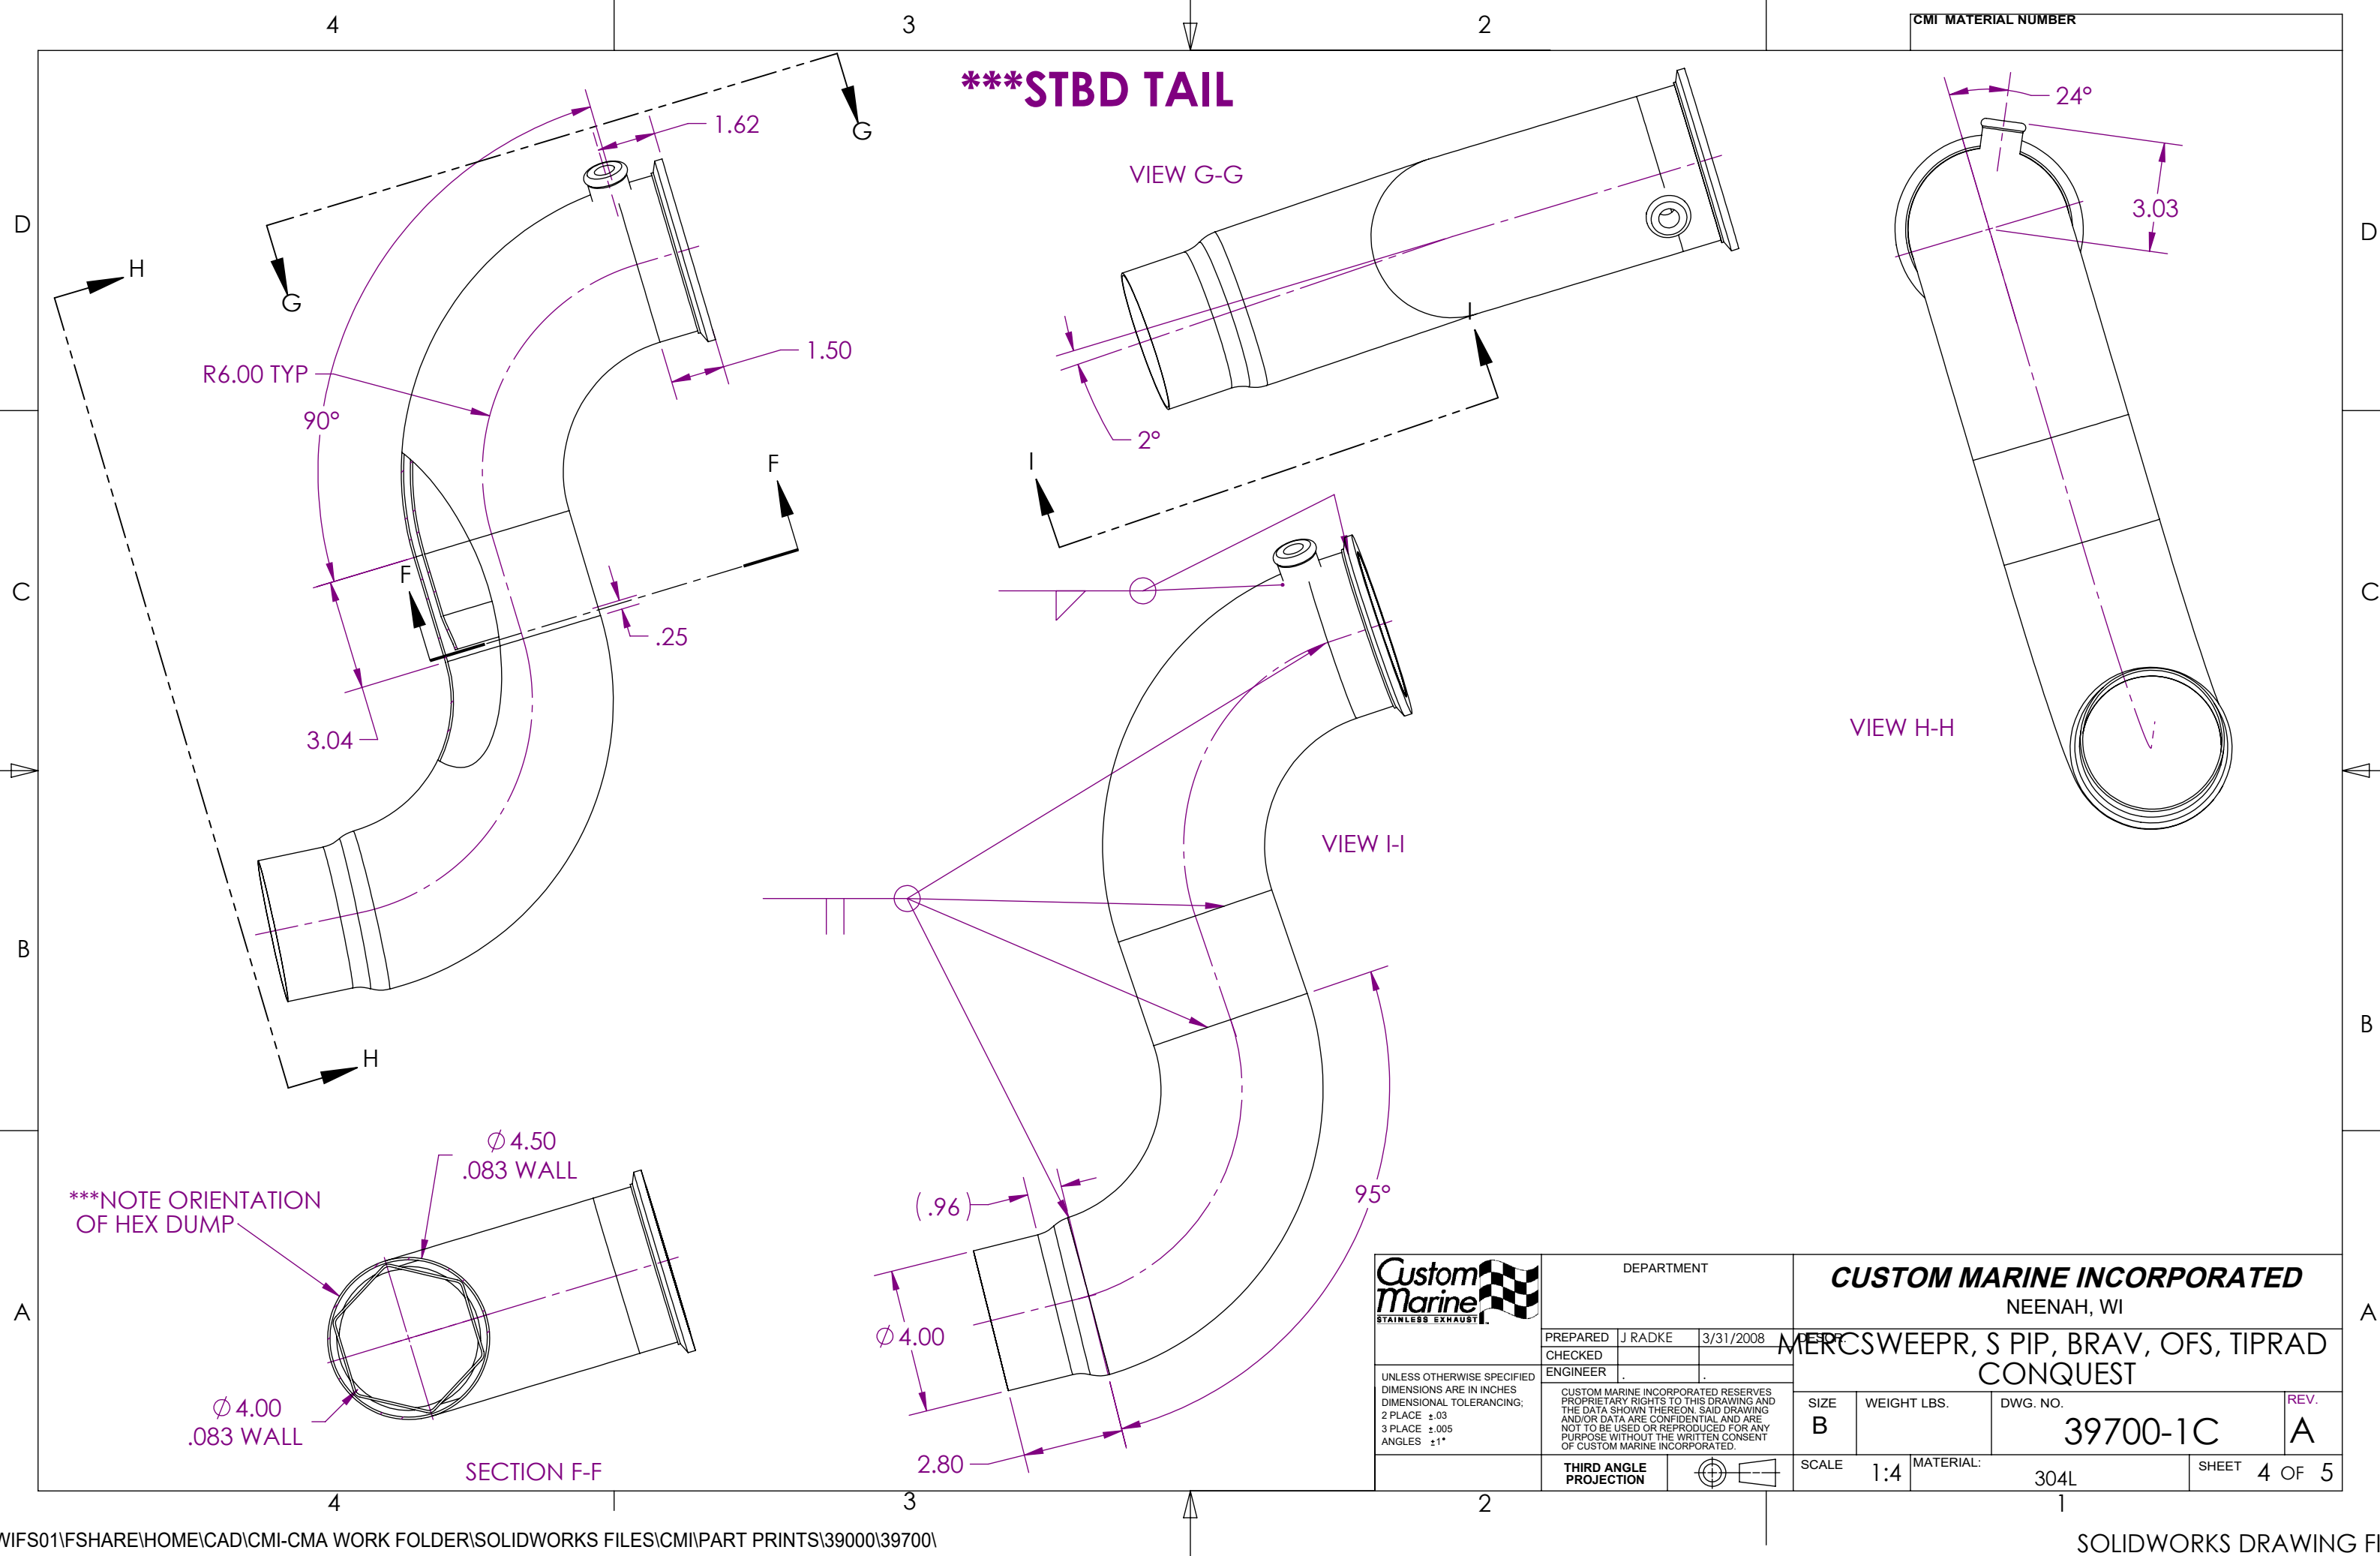 4
3
2
CMI MATERIAL NUMBER
***STBD TAIL
24°
1.62
G
VIEW G-G
3.03
D
D
H
G
I
1.50
R6.00 TYP
90°
2°
F
I
C
F
C
.25
3.04
VIEW H-H
VIEW I-I
B
B
H
Ø 4.50
.083 WALL
***NOTE ORIENTATION
OF HEX DUMP
(.96)
95°
A
A
Ø 4.00
Ø 4.00
.083 WALL
2.80
SECTION F-F
Custom
Marine
STAINLESS EXHAUST
DEPARTMENT
CUSTOM MARINE INCORPORATED
NEENAH, WI
PREPARED J RADKE 3/31/2008
DESCR.
MERCSWEEPR, S PIP, BRAV, OFS, TIPRAD
CONQUEST
CHECKED
ENGINEER . .
UNLESS OTHERWISE SPECIFIED
DIMENSIONS ARE IN INCHES
DIMENSIONAL TOLERANCING;
2 PLACE ±.03
3 PLACE ±.005
ANGLES ±1°
CUSTOM MARINE INCORPORATED RESERVES
PROPRIETARY RIGHTS TO THIS DRAWING AND
THE DATA SHOWN THEREON. SAID DRAWING
AND/OR DATA ARE CONFIDENTIAL AND ARE
NOT TO BE USED OR REPRODUCED FOR ANY
PURPOSE WITHOUT THE WRITTEN CONSENT
OF CUSTOM MARINE INCORPORATED.
THIRD ANGLE
PROJECTION
SIZE
B
WEIGHT LBS.
DWG. NO.
39700-1C
REV.
A
SCALE 1:4
MATERIAL:
304L
SHEET 4 OF 5
4
3
2
1
WIFS01\FSHARE\HOME\CAD\CMI-CMA WORK FOLDER\SOLIDWORKS FILES\CMI\PART PRINTS\39000\39700\
SOLIDWORKS DRAWING FI